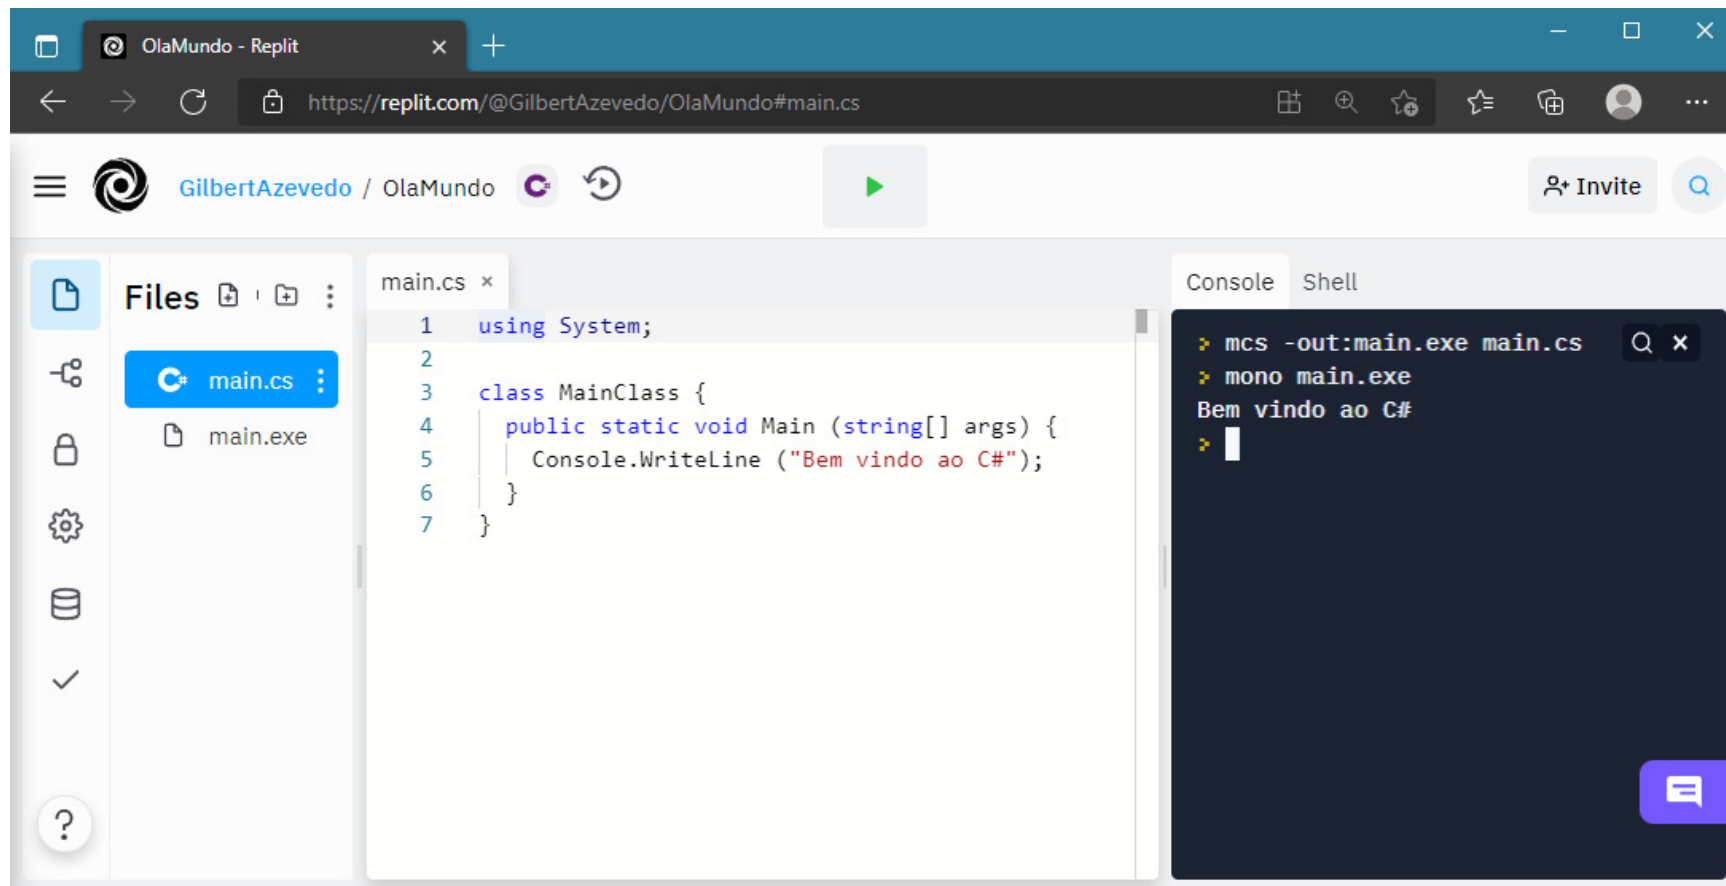 OlaMundo - Replit
https://replit.com/@GilbertAzevedo/OlaMundo#main.cs
GilbertAzevedo / OlaMundo
Invite
Files
main.cs
main.exe
main.cs
1 using System;
2
3 class MainClass {
4 public static void Main (string[] args) {
5 Console.WriteLine ("Bem vindo ao C#");
6 }
7 }
Console Shell
> mcs -out:main.exe main.cs
> mono main.exe
Bem vindo ao C#
>